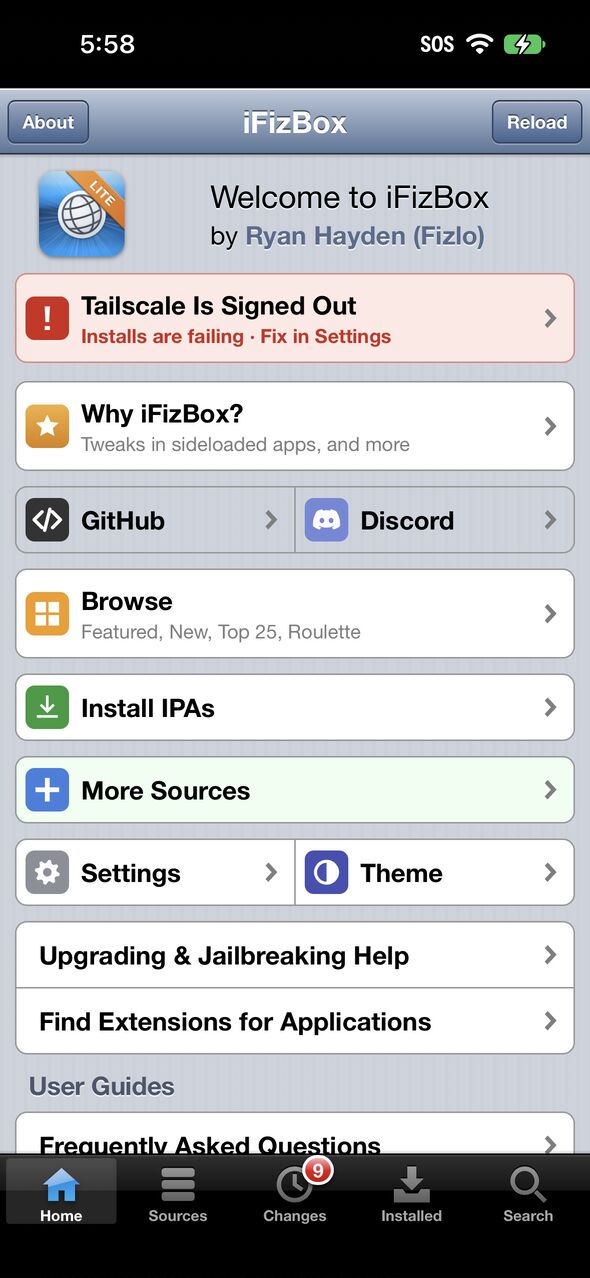 5:58
SOS
About
iFizBox
Reload
LITE
Welcome to iFizBox
by Ryan Hayden (Fizlo)
!
Tailscale Is Signed Out
Installs are failing · Fix in Settings
Why iFizBox?
Tweaks in sideloaded apps, and more
GitHub
Discord
Browse
Featured, New, Top 25, Roulette
Install IPAs
More Sources
Settings
Theme
Upgrading & Jailbreaking Help
Find Extensions for Applications
User Guides
Frequently Asked Questions
9
Home
Sources
Changes
Installed
Search